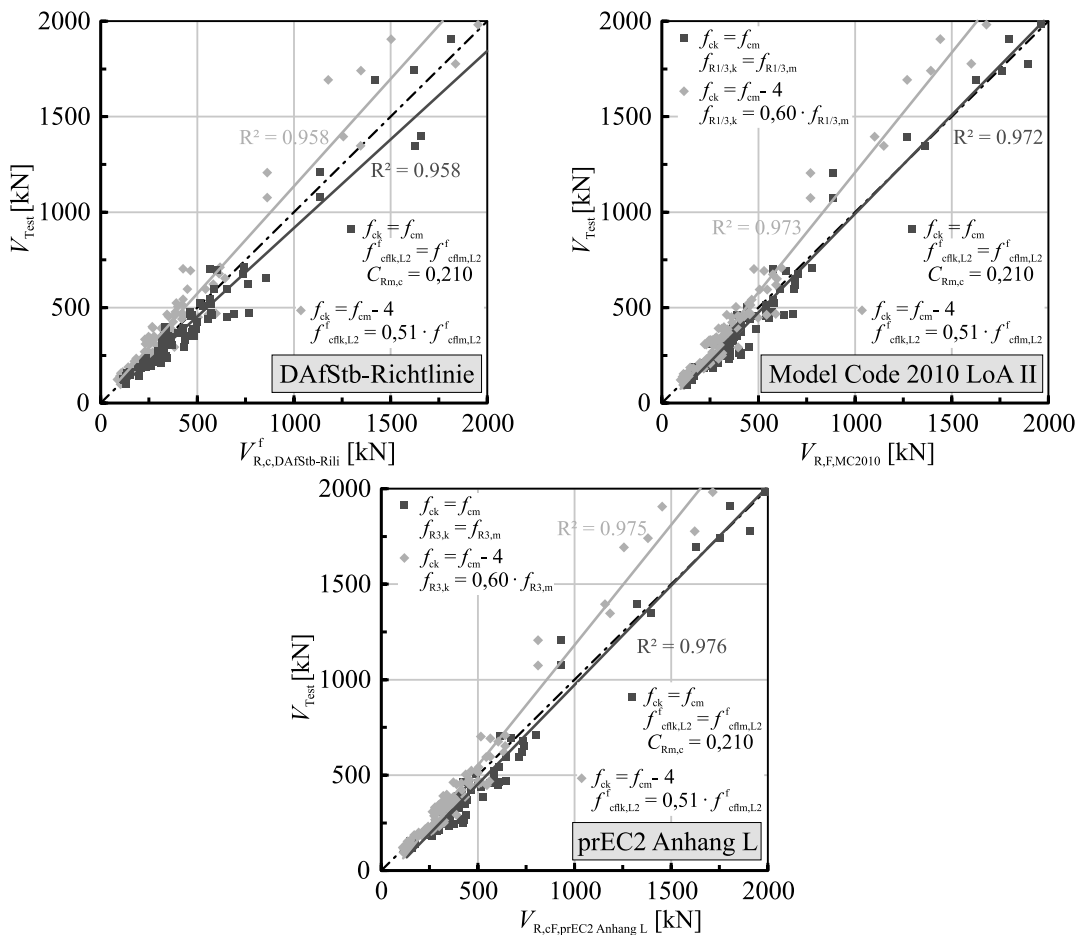 2000
1500
1000
500
0
V_Test [kN]
R² = 0.958
R² = 0.958
f_ck = f_cm
f^f_cflk,L2 = f^f_cflm,L2
C_Rm,c = 0,210
f_ck = f_cm - 4
f^f_cflk,L2 = 0,51 · f^f_cflm,L2
DAfStb-Richtlinie
0 500 1000 1500 2000
V^f_R,c,DAfStb-Rili [kN]
2000
1500
1000
500
0
V_Test [kN]
f_ck = f_cm
f_R1/3,k = f_R1/3,m
f_ck = f_cm - 4
f_R1/3,k = 0,60 · f_R1/3,m
R² = 0.972
R² = 0.973
f_ck = f_cm
f^f_cflk,L2 = f^f_cflm,L2
C_Rm,c = 0,210
f_ck = f_cm - 4
f^f_cflk,L2 = 0,51 · f^f_cflm,L2
Model Code 2010 LoA II
0 500 1000 1500 2000
V_R,F,MC2010 [kN]
2000
1500
1000
500
0
V_Test [kN]
f_ck = f_cm
f_R3,k = f_R3,m
f_ck = f_cm - 4
f_R3,k = 0,60 · f_R3,m
R² = 0.975
R² = 0.976
f_ck = f_cm
f^f_cflk,L2 = f^f_cflm,L2
C_Rm,c = 0,210
f_ck = f_cm - 4
f^f_cflk,L2 = 0,51 · f^f_cflm,L2
prEC2 Anhang L
0 500 1000 1500 2000
V_R,cF,prEC2 Anhang L [kN]